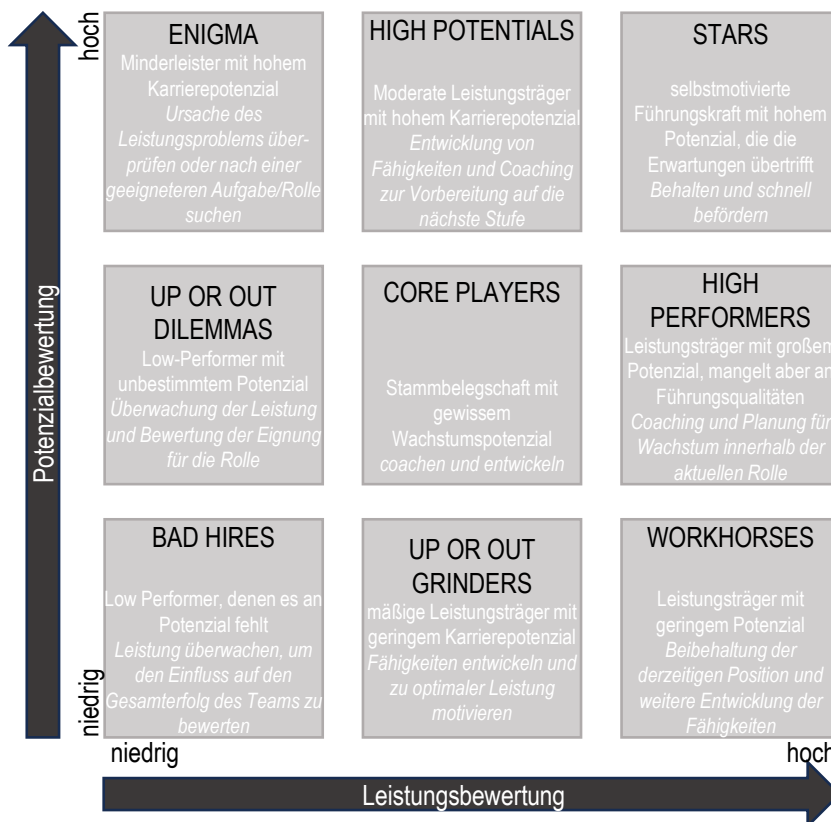 hoch
ENIGMA
Minderleister mit hohem
Karrierepotenzial
Ursache des
Leistungsproblems über-
prüfen oder nach einer
geeigneteren Aufgabe/Rolle
suchen
HIGH POTENTIALS
Moderate Leistungsträger
mit hohem Karrierepotenzial
Entwicklung von
Fähigkeiten und Coaching
zur Vorbereitung auf die
nächste Stufe
STARS
selbstmotivierte
Führungskraft mit hohem
Potenzial, die die
Erwartungen übertrifft
Behalten und schnell
befördern
Potenzialbewertung
UP OR OUT
DILEMMAS
Low-Performer mit
unbestimmtem Potenzial
Überwachung der Leistung
und Bewertung der Eignung
für die Rolle
CORE PLAYERS
Stammbelegschaft mit
gewissem
Wachstumspotenzial
coachen und entwickeln
HIGH
PERFORMERS
Leistungsträger mit großem
Potenzial, mangelt aber an
Führungsqualitäten
Coaching und Planung für
Wachstum innerhalb der
aktuellen Rolle
BAD HIRES
Low Performer, denen es an
Potenzial fehlt
Leistung überwachen, um
den Einfluss auf den
Gesamterfolg des Teams zu
bewerten
UP OR OUT
GRINDERS
mäßige Leistungsträger mit
geringem Karrierepotenzial
Fähigkeiten entwickeln und
zu optimaler Leistung
motivieren
WORKHORSES
Leistungsträger mit
geringem Potenzial
Beibehaltung der
derzeitigen Position und
weitere Entwicklung der
Fähigkeiten
niedrig
niedrig
hoch
Leistungsbewertung